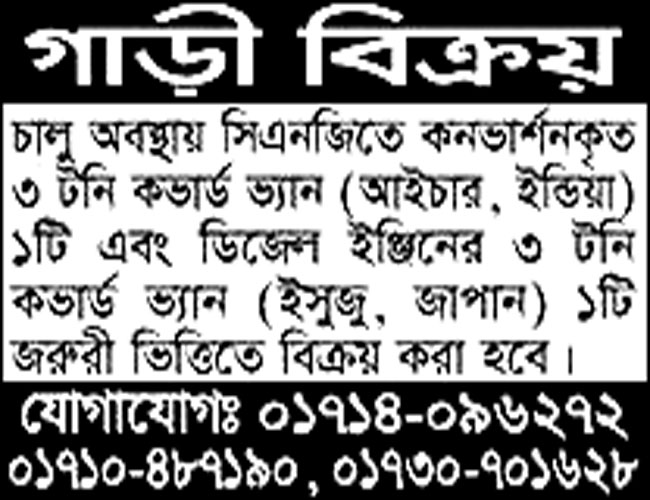 গাড়ী বিক্রয়
চালু অবস্থায় সিএনজিতে কনভার্শনকৃত
৩ টনি কভার্ড ভ্যান (আইচার, ইন্ডিয়া)
১টি এবং ডিজেল ইঞ্জিনের ৩ টনি
কভার্ড ভ্যান (ইসুজু, জাপান) ১টি
জরুরী ভিত্তিতে বিক্রয় করা হবে।
যোগাযোগঃ ০১৭১৪-০৯৬২৭২
০১৭১০-৪৮৭১৯০, ০১৭৩০-৭০১৬২৮